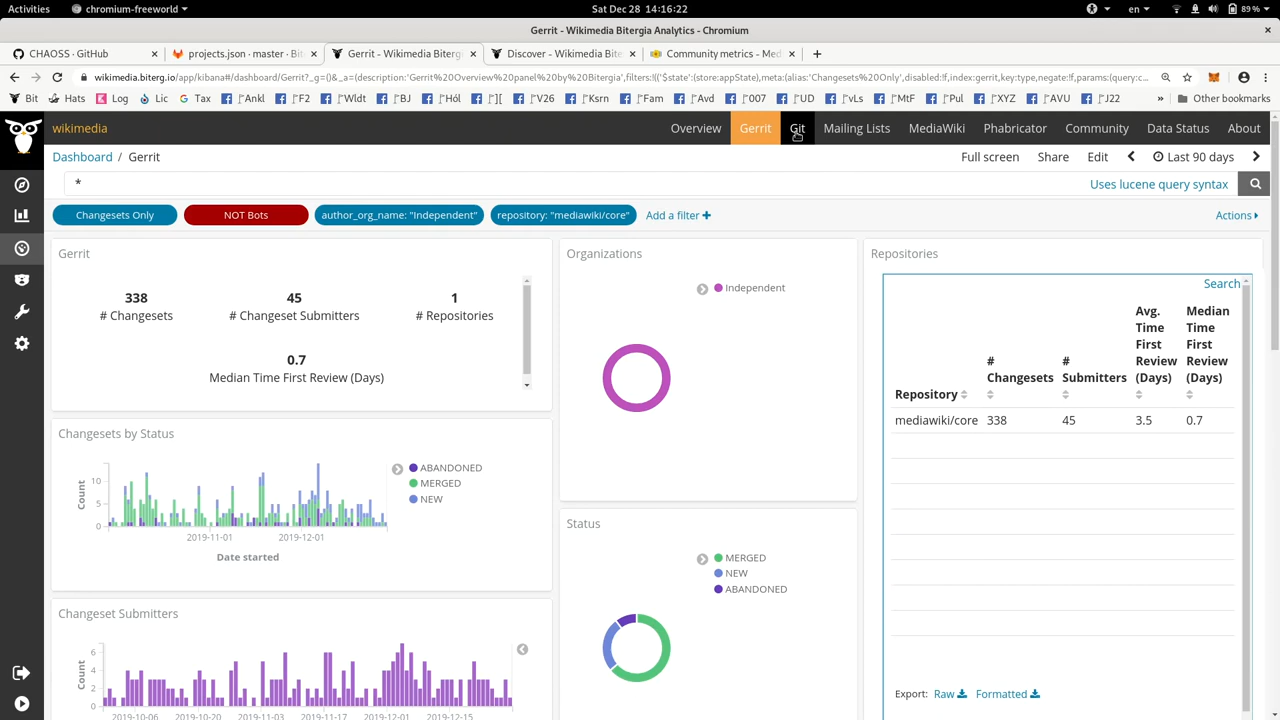 Activities
chromium-freeworld
Sat Dec 28 14:16:22
en
89 %
Gerrit - Wikimedia Bitergia Analytics - Chromium
CHAOSS · GitHub
projects.json · master · Bit
Gerrit - Wikimedia Bitergia
Discover - Wikimedia Biter
Community metrics - Med
wikimedia.biterg.io/app/kibana#/dashboard/Gerrit?_g=()&_a=(description:'Gerrit%20Overview%20panel%20by%20Bitergia',filters:!(('$state':(store:appState),meta:(alias:'Changesets%20Only',disabled:!f,index:gerrit,key:type,negate:!f,params:(query:c...
Bit
Hats
Log
Lic
Tax
["Ankl
["F2
["Wldt
["BJ
["Hól
["][
["V26
["Ksrn
["Fam
["Avd
["007
["UD
["vLs
["MtF
["Pul
["XYZ
["AVU
["J22
»
Other bookmarks
wikimedia
Overview
Gerrit
Git
Mailing Lists
MediaWiki
Phabricator
Community
Data Status
About
Dashboard / Gerrit
Full screen
Share
Edit
Last 90 days
*
Uses lucene query syntax
Changesets Only
NOT Bots
author_org_name: "Independent"
repository: "mediawiki/core"
Add a filter +
Actions
Gerrit
338
# Changesets
45
# Changeset Submitters
1
# Repositories
0.7
Median Time First Review (Days)
Changesets by Status
Count
10
5
0
2019-11-01
2019-12-01
Date started
ABANDONED
MERGED
NEW
Changeset Submitters
Count
6
4
2
0
2019-10-06
2019-10-20
2019-11-03
2019-11-17
2019-12-01
2019-12-15
Organizations
Independent
Status
MERGED
NEW
ABANDONED
Repositories
Search
Repository
# Changesets
# Submitters
Avg. Time First Review (Days)
Median Time First Review (Days)
mediawiki/core
338
45
3.5
0.7
Export:
Raw
Formatted